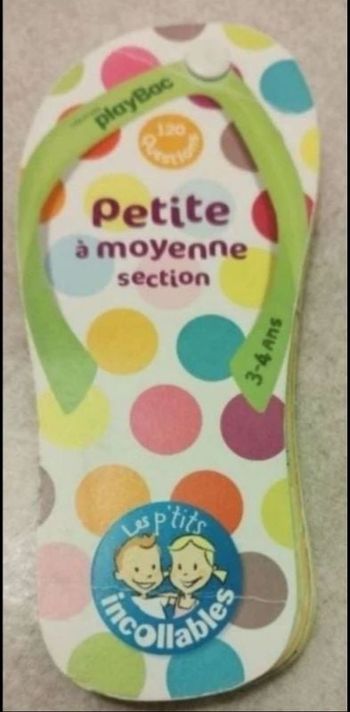 playBac
120
Questions
Petite
à moyenne
section
3-4 Ans
Les p'tits
incollables